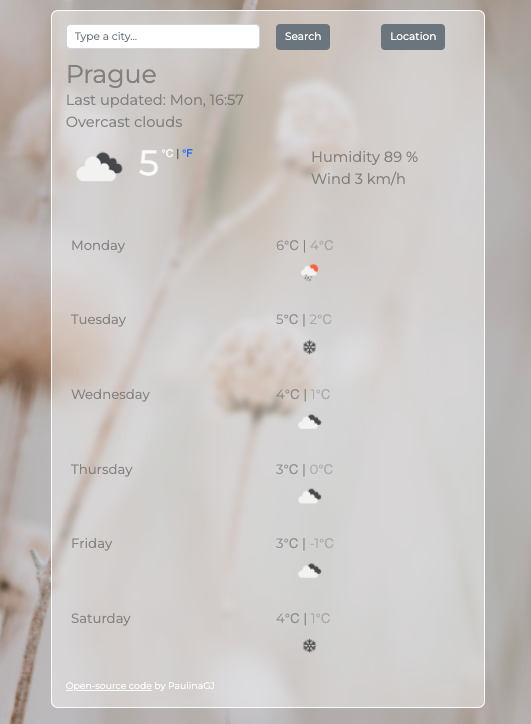 Type a city... Search Location
Prague
Last updated: Mon, 16:57
Overcast clouds
5 °C | °F
Humidity 89 %
Wind 3 km/h
Monday 6°C | 4°C
Tuesday 5°C | 2°C
Wednesday 4°C | 1°C
Thursday 3°C | 0°C
Friday 3°C | -1°C
Saturday 4°C | 1°C
Open-source code by PaulinaGJ